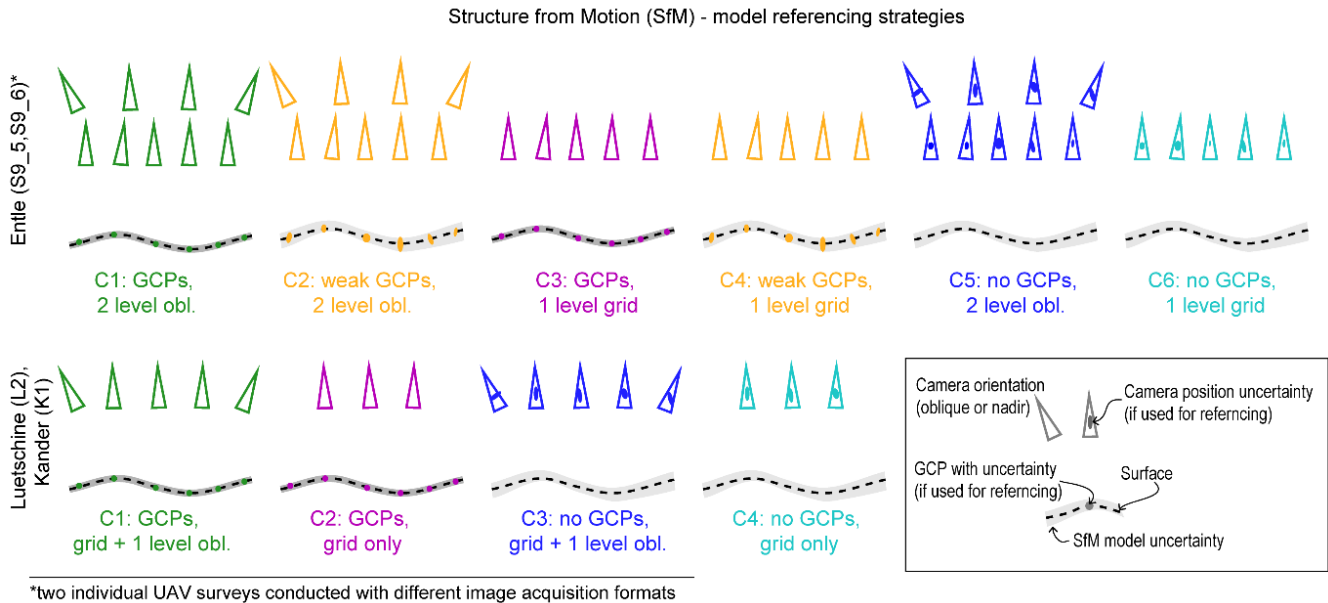 Structure from Motion (SfM) - model referencing strategies
Entle (S9_5,S9_6)*
C1: GCPs,
2 level obl.
C2: weak GCPs,
2 level obl.
C3: GCPs,
1 level grid
C4: weak GCPs,
1 level grid
C5: no GCPs,
2 level obl.
C6: no GCPs,
1 level grid
Luetschine (L2),
Kander (K1)
C1: GCPs,
grid + 1 level obl.
C2: GCPs,
grid only
C3: no GCPs,
grid + 1 level obl.
C4: no GCPs,
grid only
Camera orientation
(oblique or nadir)
Camera position uncertainty
(if used for referncing)
GCP with uncertainty
(if used for referncing)
Surface
SfM model uncertainty
*two individual UAV surveys conducted with different image acquisition formats